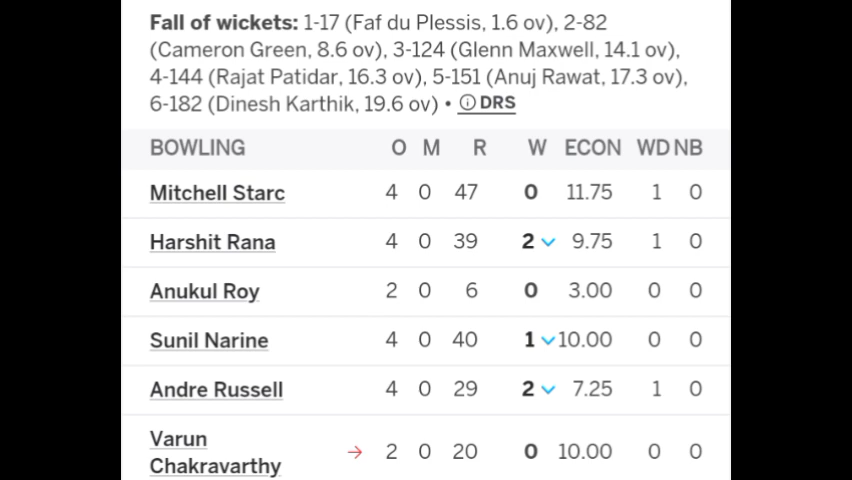 Fall of wickets: 1-17 (Faf du Plessis, 1.6 ov), 2-82
(Cameron Green, 8.6 ov), 3-124 (Glenn Maxwell, 14.1 ov),
4-144 (Rajat Patidar, 16.3 ov), 5-151 (Anuj Rawat, 17.3 ov),
6-182 (Dinesh Karthik, 19.6 ov) • DRS
BOWLING O M R W ECON WD NB
Mitchell Starc 4 0 47 0 11.75 1 0
Harshit Rana 4 0 39 2 9.75 1 0
Anukul Roy 2 0 6 0 3.00 0 0
Sunil Narine 4 0 40 1 10.00 0 0
Andre Russell 4 0 29 2 7.25 1 0
Varun
Chakravarthy → 2 0 20 0 10.00 0 0